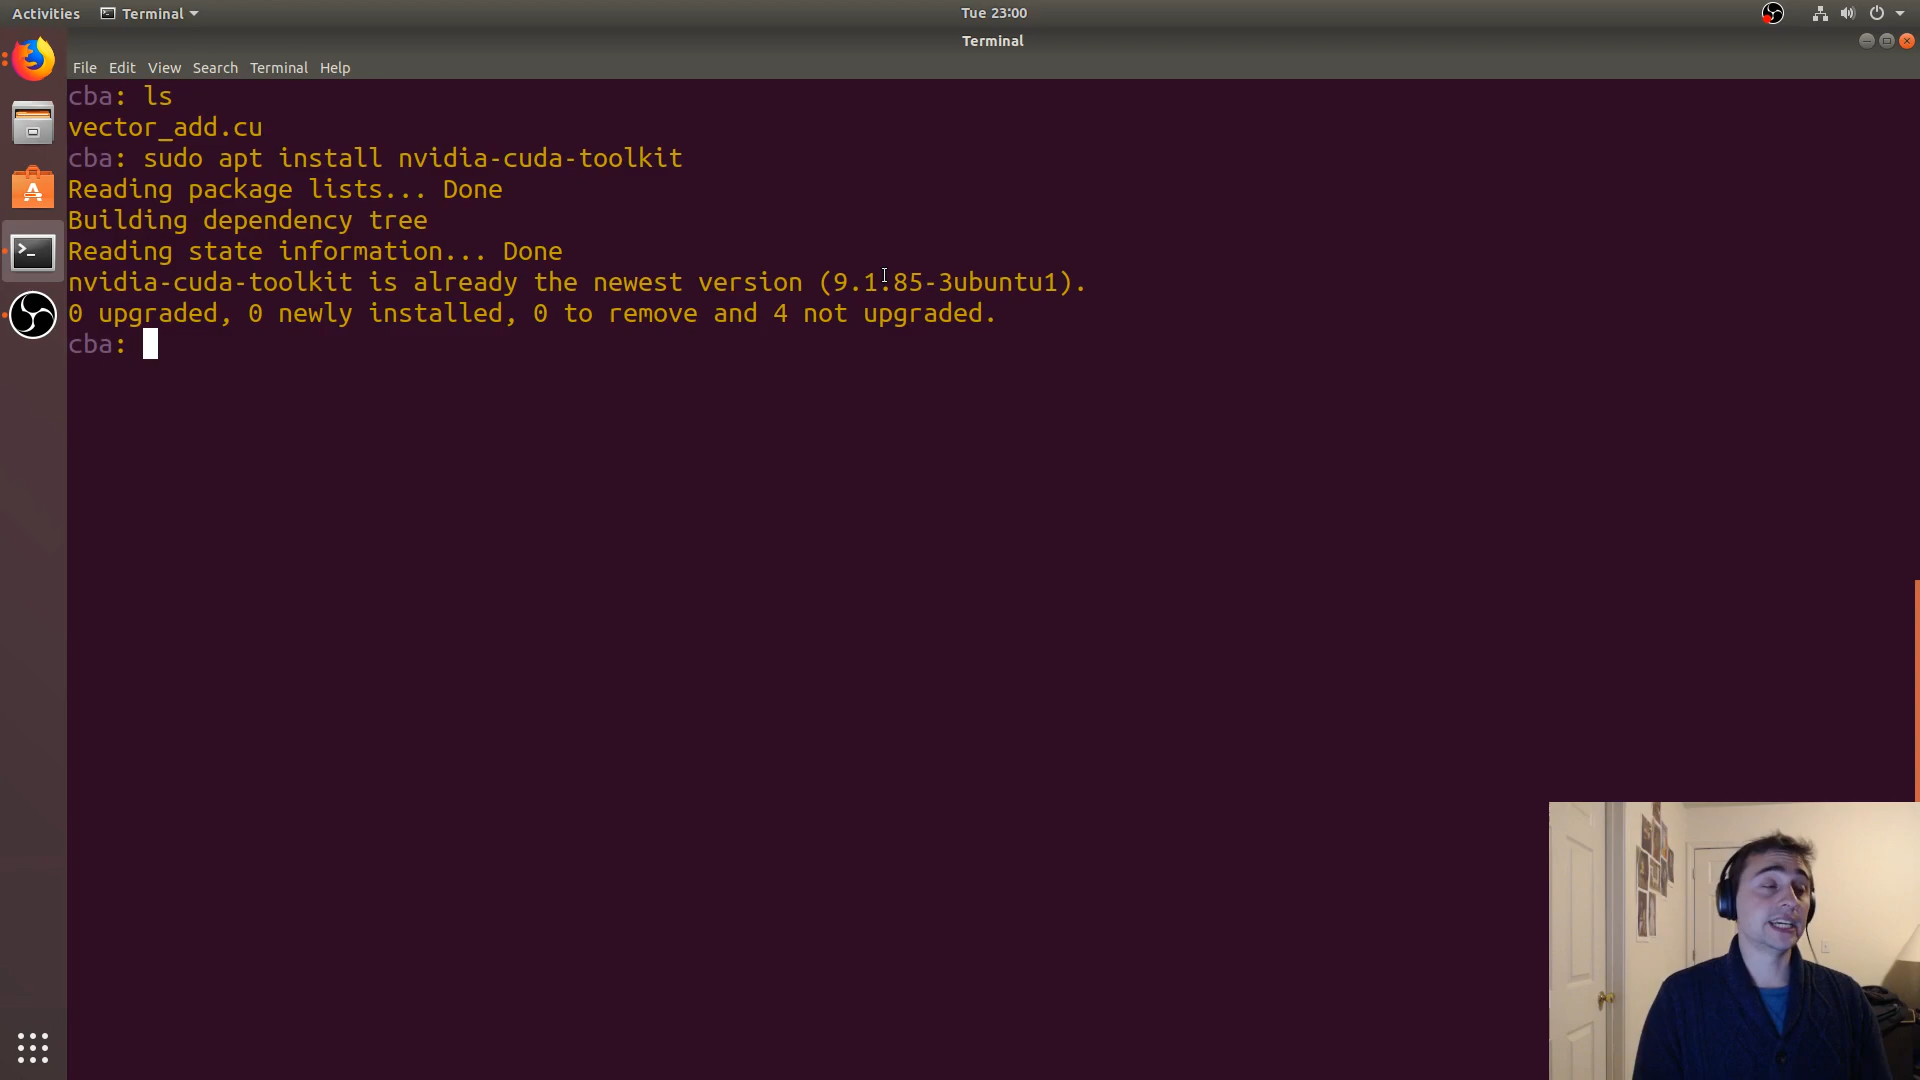 Activities Terminal Tue 23:00
Terminal
File Edit View Search Terminal Help
cba: ls
vector_add.cu
cba: sudo apt install nvidia-cuda-toolkit
Reading package lists... Done
Building dependency tree
Reading state information... Done
nvidia-cuda-toolkit is already the newest version (9.1.85-3ubuntu1).
0 upgraded, 0 newly installed, 0 to remove and 4 not upgraded.
cba: